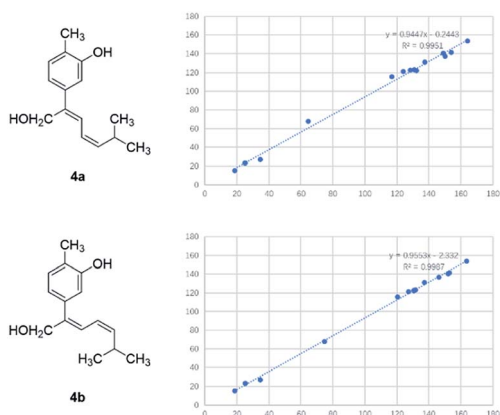 CH₃
OH
HOH₂C
CH₃
CH₃
4a
180
160
140
120
100
80
60
40
20
0
y = 0.9447x - 0.2443
R² = 0.9951
0 20 40 60 80 100 120 140 160 180
CH₃
OH
HOH₂C
H₃C CH₃
4b
180
160
140
120
100
80
60
40
20
0
y = 0.9553x - 2.332
R² =
0 20 40 60 80 100 120 140 160 180